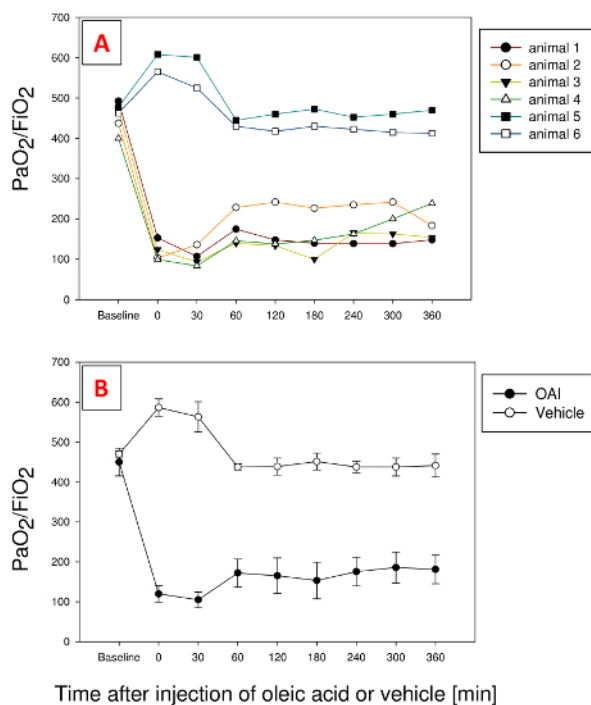 A
700
600
500
400
300
200
100
0
PaO2/FiO2
Baseline 0 30 60 120 180 240 300 360
animal 1
animal 2
animal 3
animal 4
animal 5
animal 6
B
700
600
500
400
300
200
100
0
PaO2/FiO2
Baseline 0 30 60 120 180 240 300 360
OAI
Vehicle
Time after injection of oleic acid or vehicle [min]